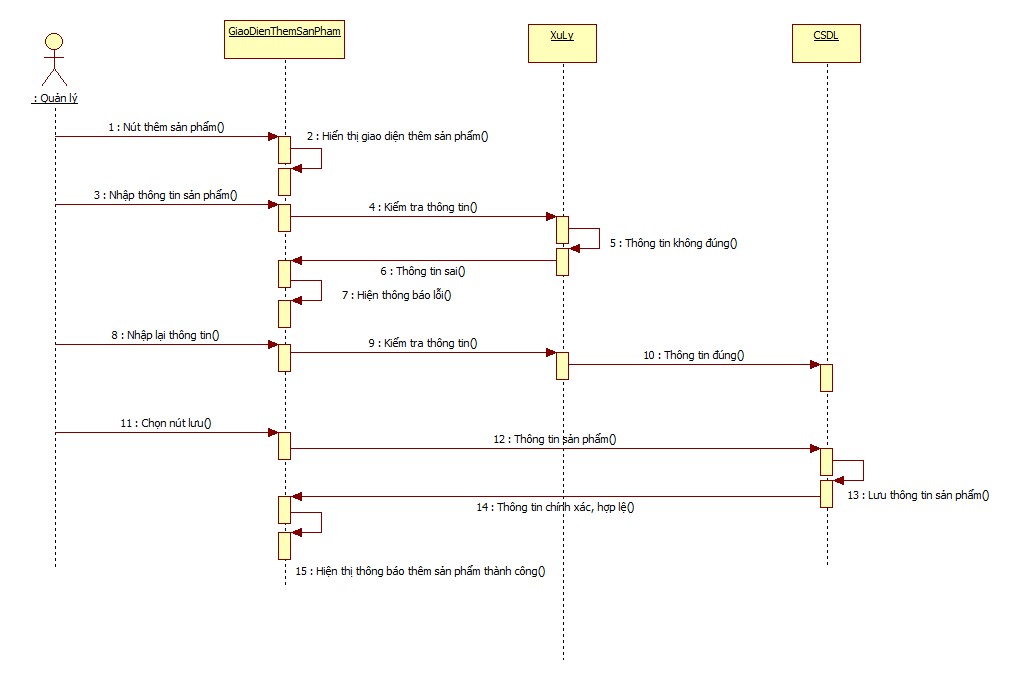 GiaoDienThemSanPham
XuLy
CSDL
: Quản lý
1 : Nút thêm sản phẩm()
2 : Hiển thị giao diện thêm sản phẩm()
3 : Nhập thông tin sản phẩm()
4 : Kiểm tra thông tin()
5 : Thông tin không đúng()
6 : Thông tin sai()
7 : Hiện thông báo lỗi()
8 : Nhập lại thông tin()
9 : Kiểm tra thông tin()
10 : Thông tin đúng()
11 : Chọn nút lưu()
12 : Thông tin sản phẩm()
13 : Lưu thông tin sản phẩm()
14 : Thông tin chính xác, hợp lệ()
15 : Hiện thị thông báo thêm sản phẩm thành công()